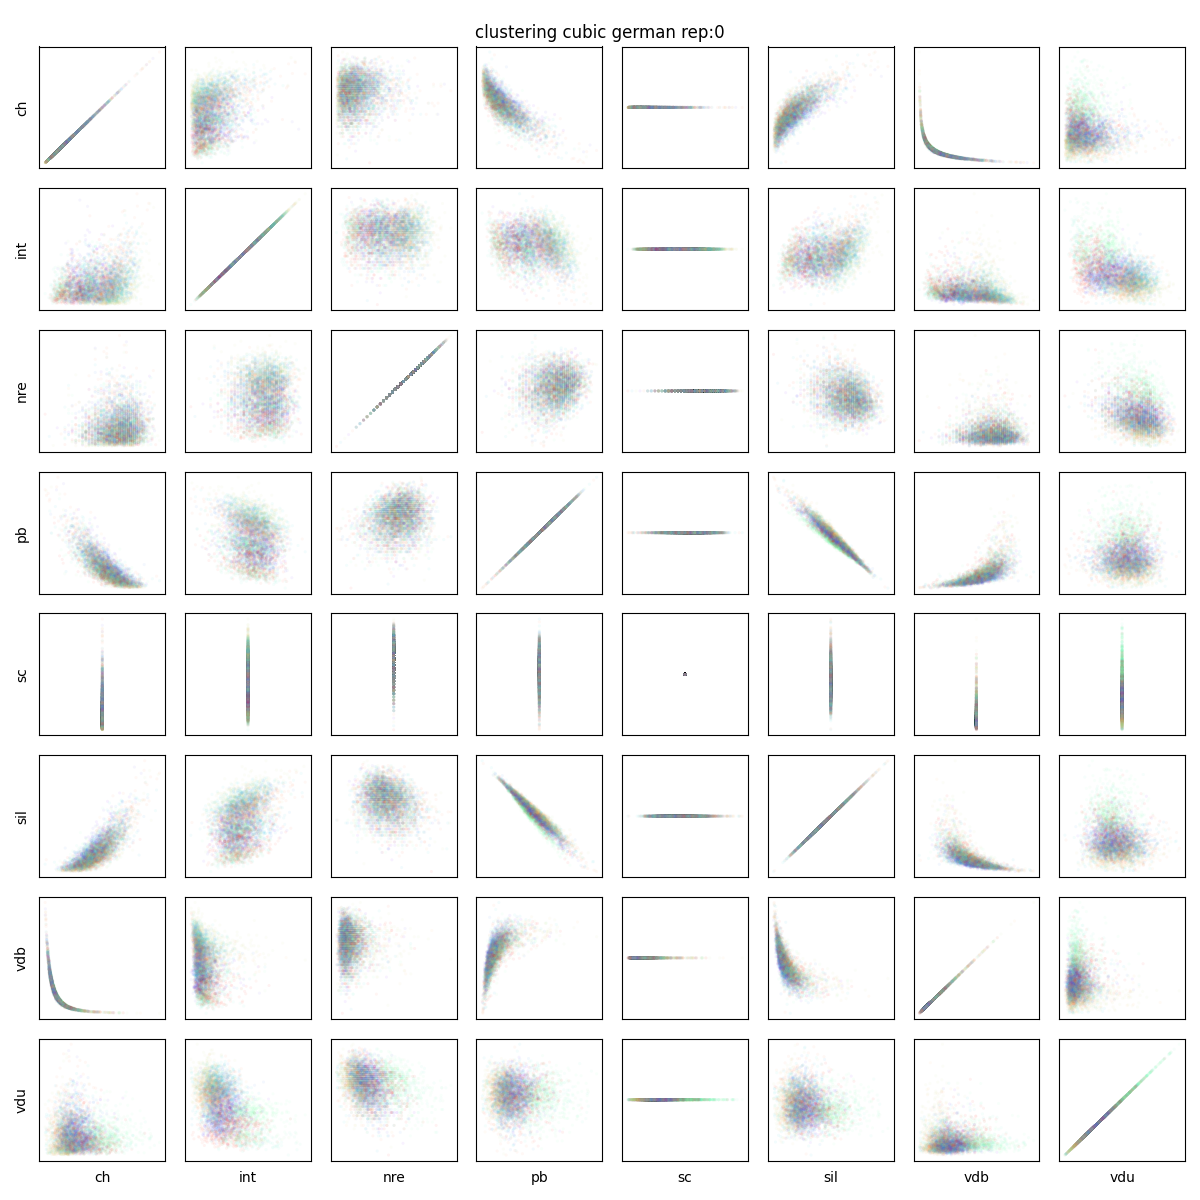 clustering cubic german rep:0
ch
int
nre
pb
sc
sil
vdb
vdu
ch int nre pb sc sil vdb vdu